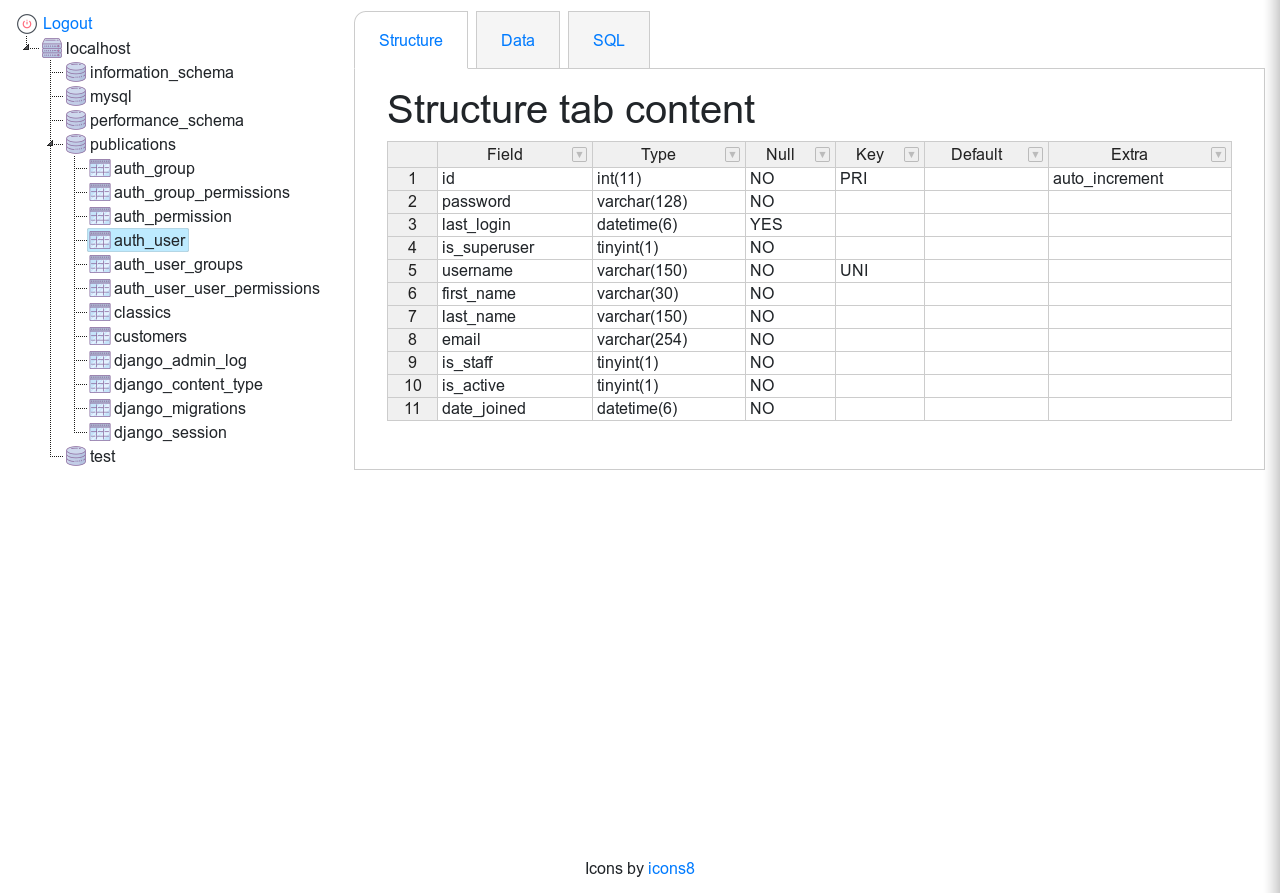 Logout
localhost
information_schema
mysql
performance_schema
publications
auth_group
auth_group_permissions
auth_permission
auth_user
auth_user_groups
auth_user_user_permissions
classics
customers
django_admin_log
django_content_type
django_migrations
django_session
test
Structure Data SQL
Structure tab content
Field Type Null Key Default Extra
1 id int(11) NO PRI auto_increment
2 password varchar(128) NO
3 last_login datetime(6) YES
4 is_superuser tinyint(1) NO
5 username varchar(150) NO UNI
6 first_name varchar(30) NO
7 last_name varchar(150) NO
8 email varchar(254) NO
9 is_staff tinyint(1) NO
10 is_active tinyint(1) NO
11 date_joined datetime(6) NO
Icons by icons8